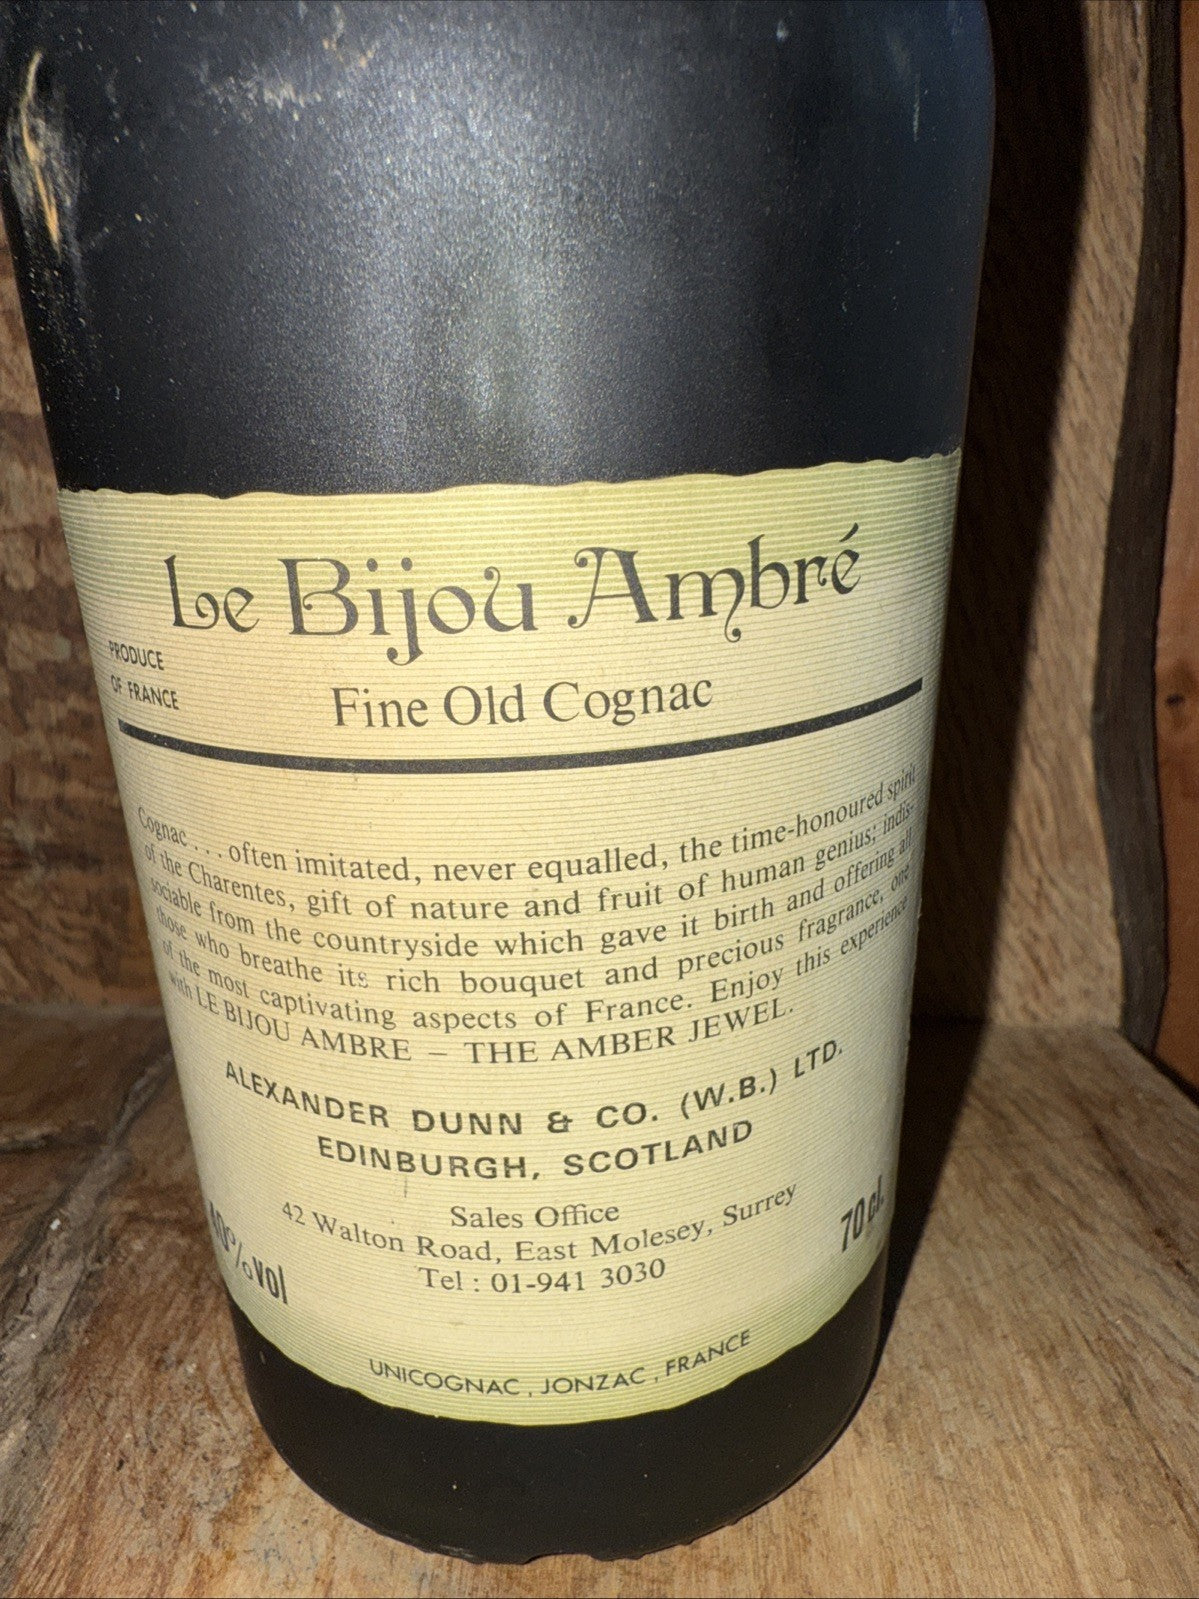 Le Bijou Ambré
PRODUCE
OF FRANCE
Fine Old Cognac
Cognac . . . often imitated, never equalled, the time-honoured spirit
of the Charentes, gift of nature and fruit of human genius; indis-
sociable from the countryside which gave it birth and offering all
those who breathe its rich bouquet and precious fragrance, one
of the most captivating aspects of France. Enjoy this experience
with LE BIJOU AMBRE – THE AMBER JEWEL.
ALEXANDER DUNN & CO. (W.B.) LTD.
EDINBURGH, SCOTLAND
Sales Office
42 Walton Road, East Molesey, Surrey
Tel : 01-941 3030
40% vol
70 cl.
UNICOGNAC , JONZAC , FRANCE